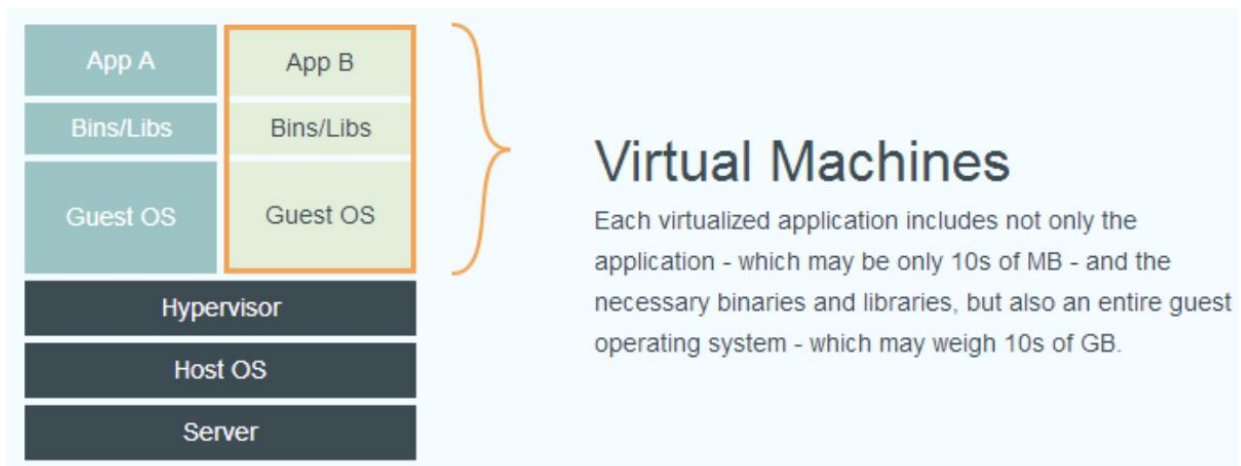 App A
App B
Bins/Libs
Bins/Libs
Guest OS
Guest OS
Hypervisor
Host OS
Server
Virtual Machines
Each virtualized application includes not only the
application - which may be only 10s of MB - and the
necessary binaries and libraries, but also an entire guest
operating system - which may weigh 10s of GB.